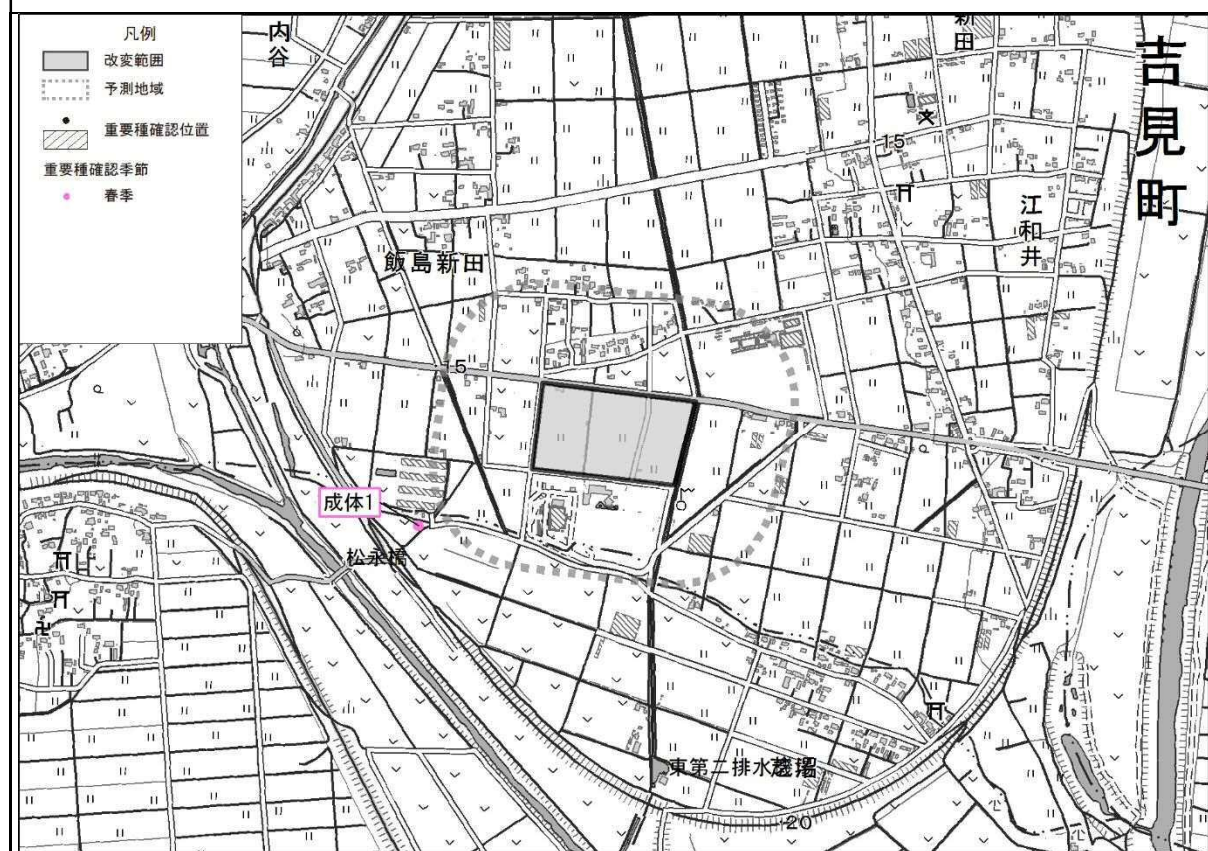 凡例
改変範囲
予測地域
重要種確認位置
重要種確認季節
春季
内谷
新田
吉見町
15
江和井
飯島新田
5
成体1
松永橋
東第二排水
20